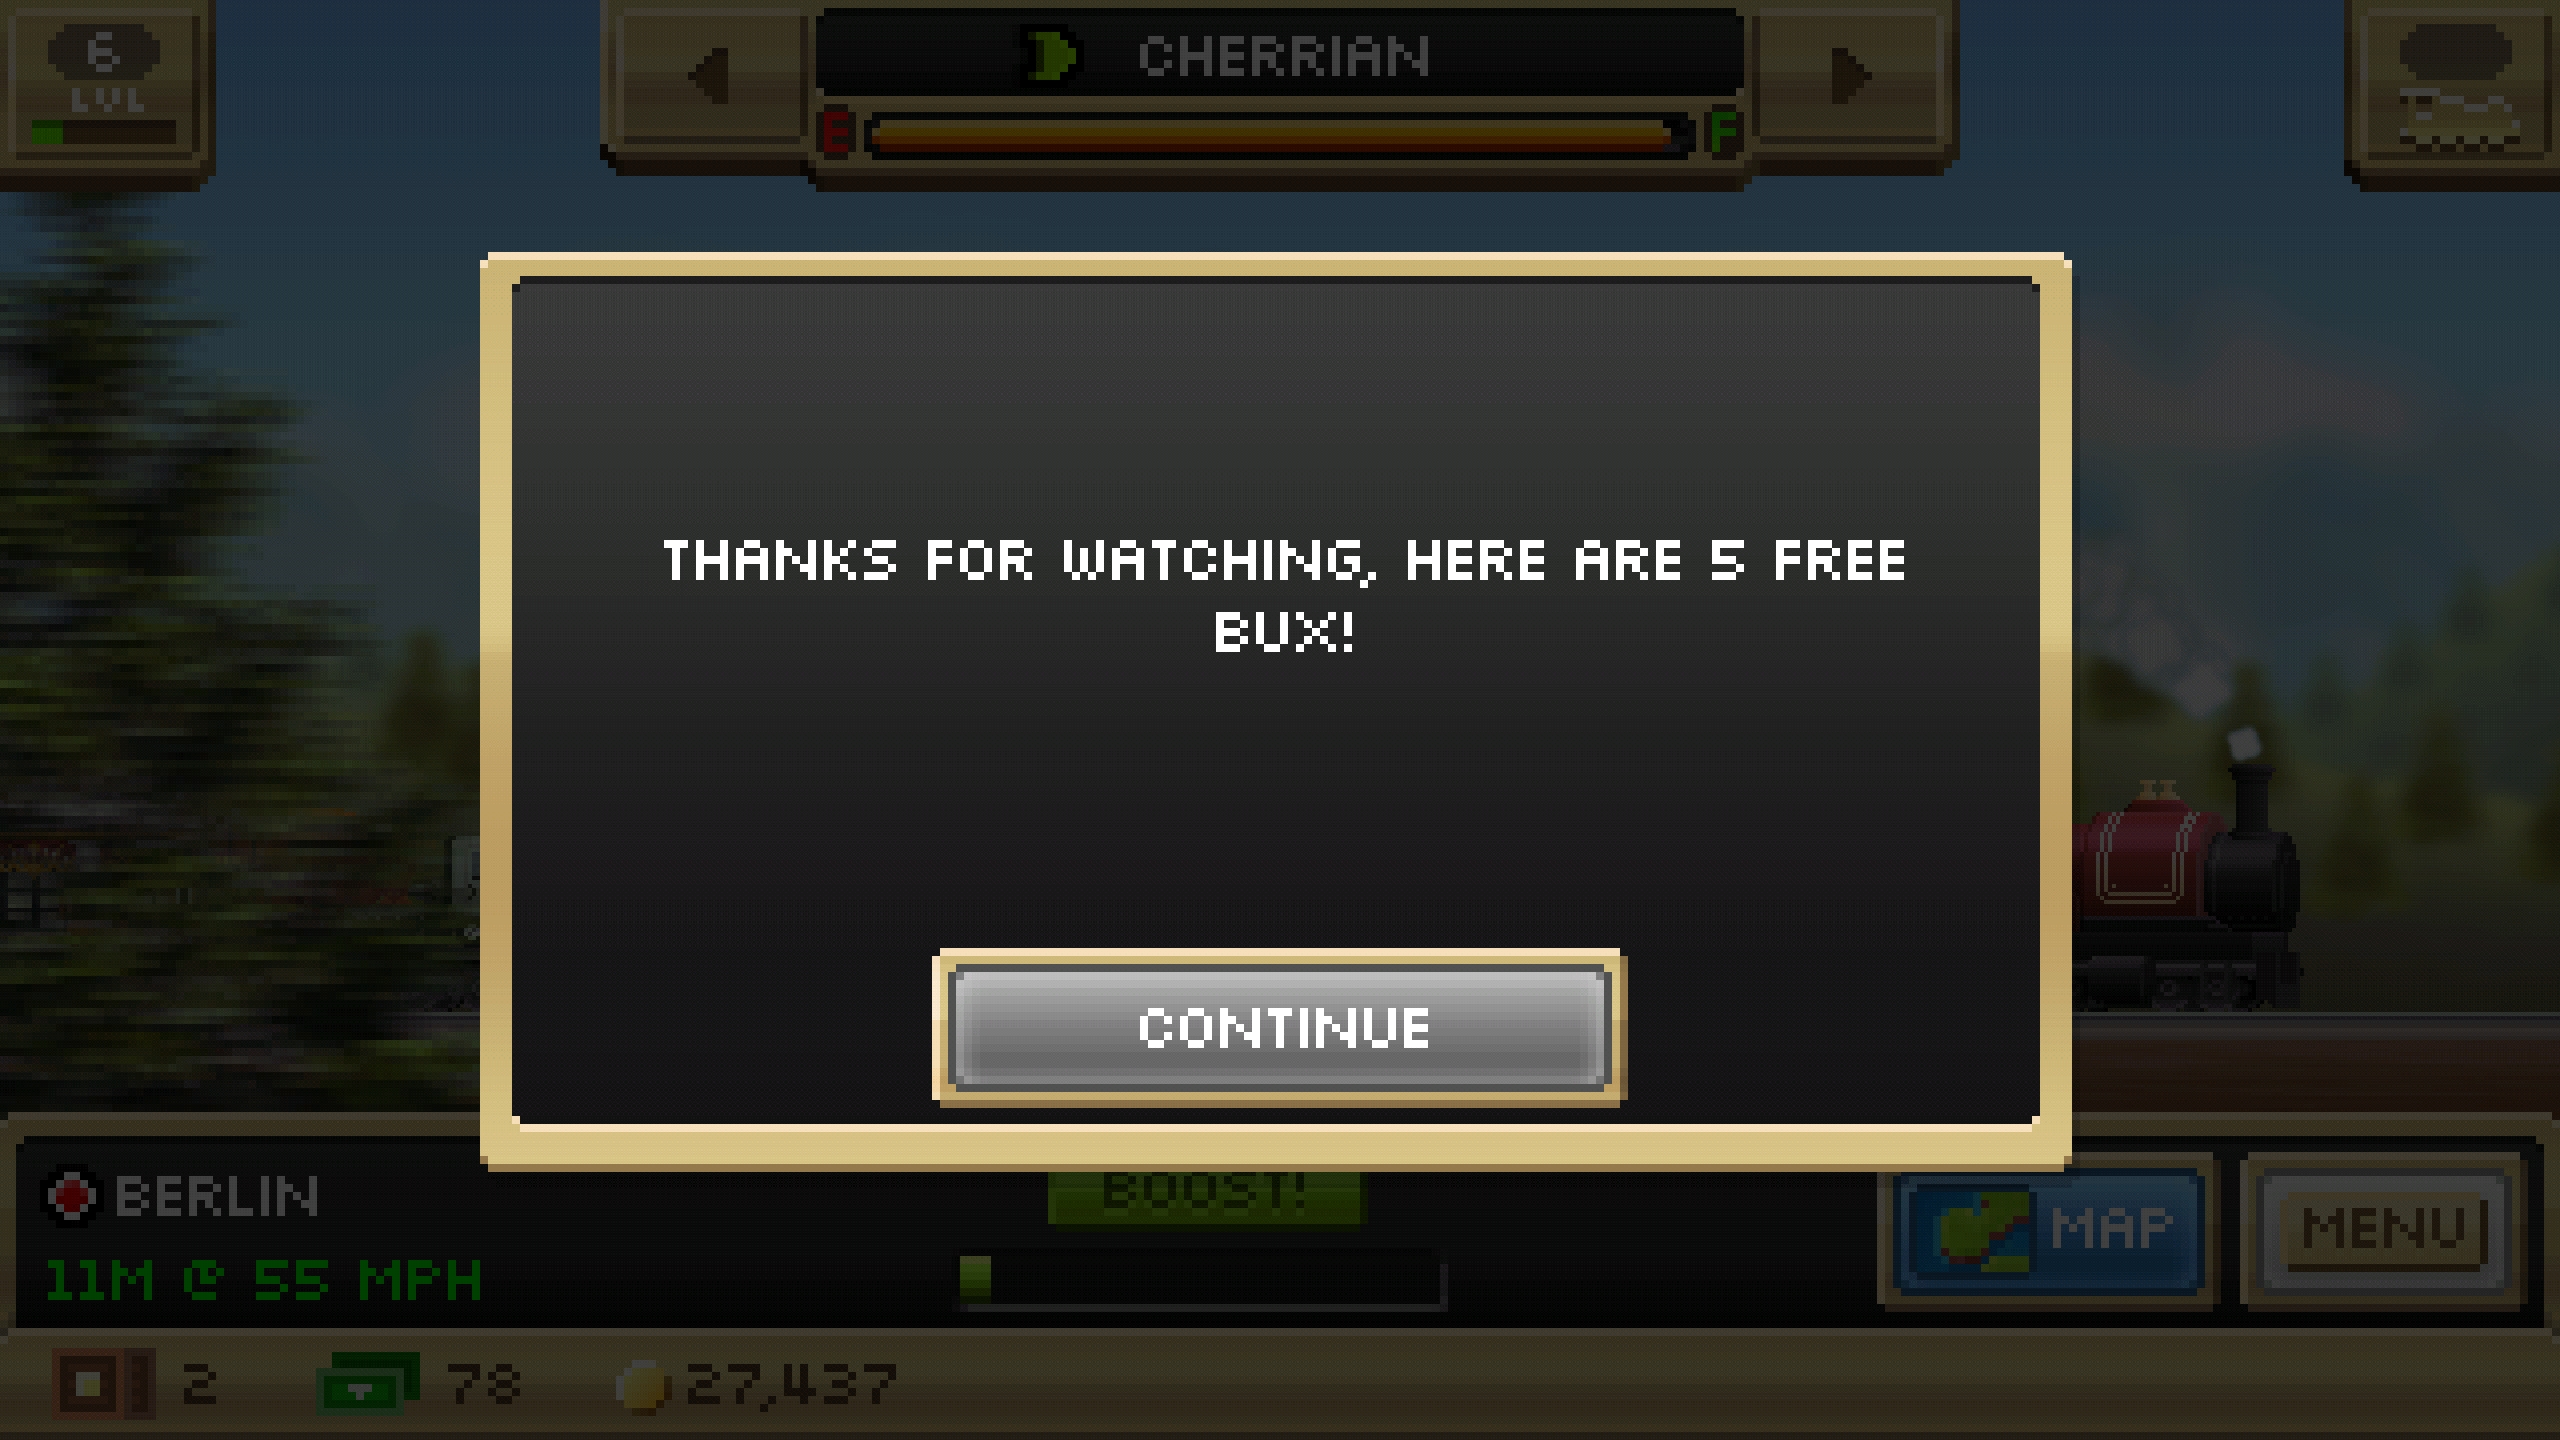 6
LVL
CHERRIAN
E F
THANKS FOR WATCHING, HERE ARE 5 FREE
BUX!
CONTINUE
BERLIN
BOOST!
MAP
MENU
11M @ 55 MPH
2
78
27,437